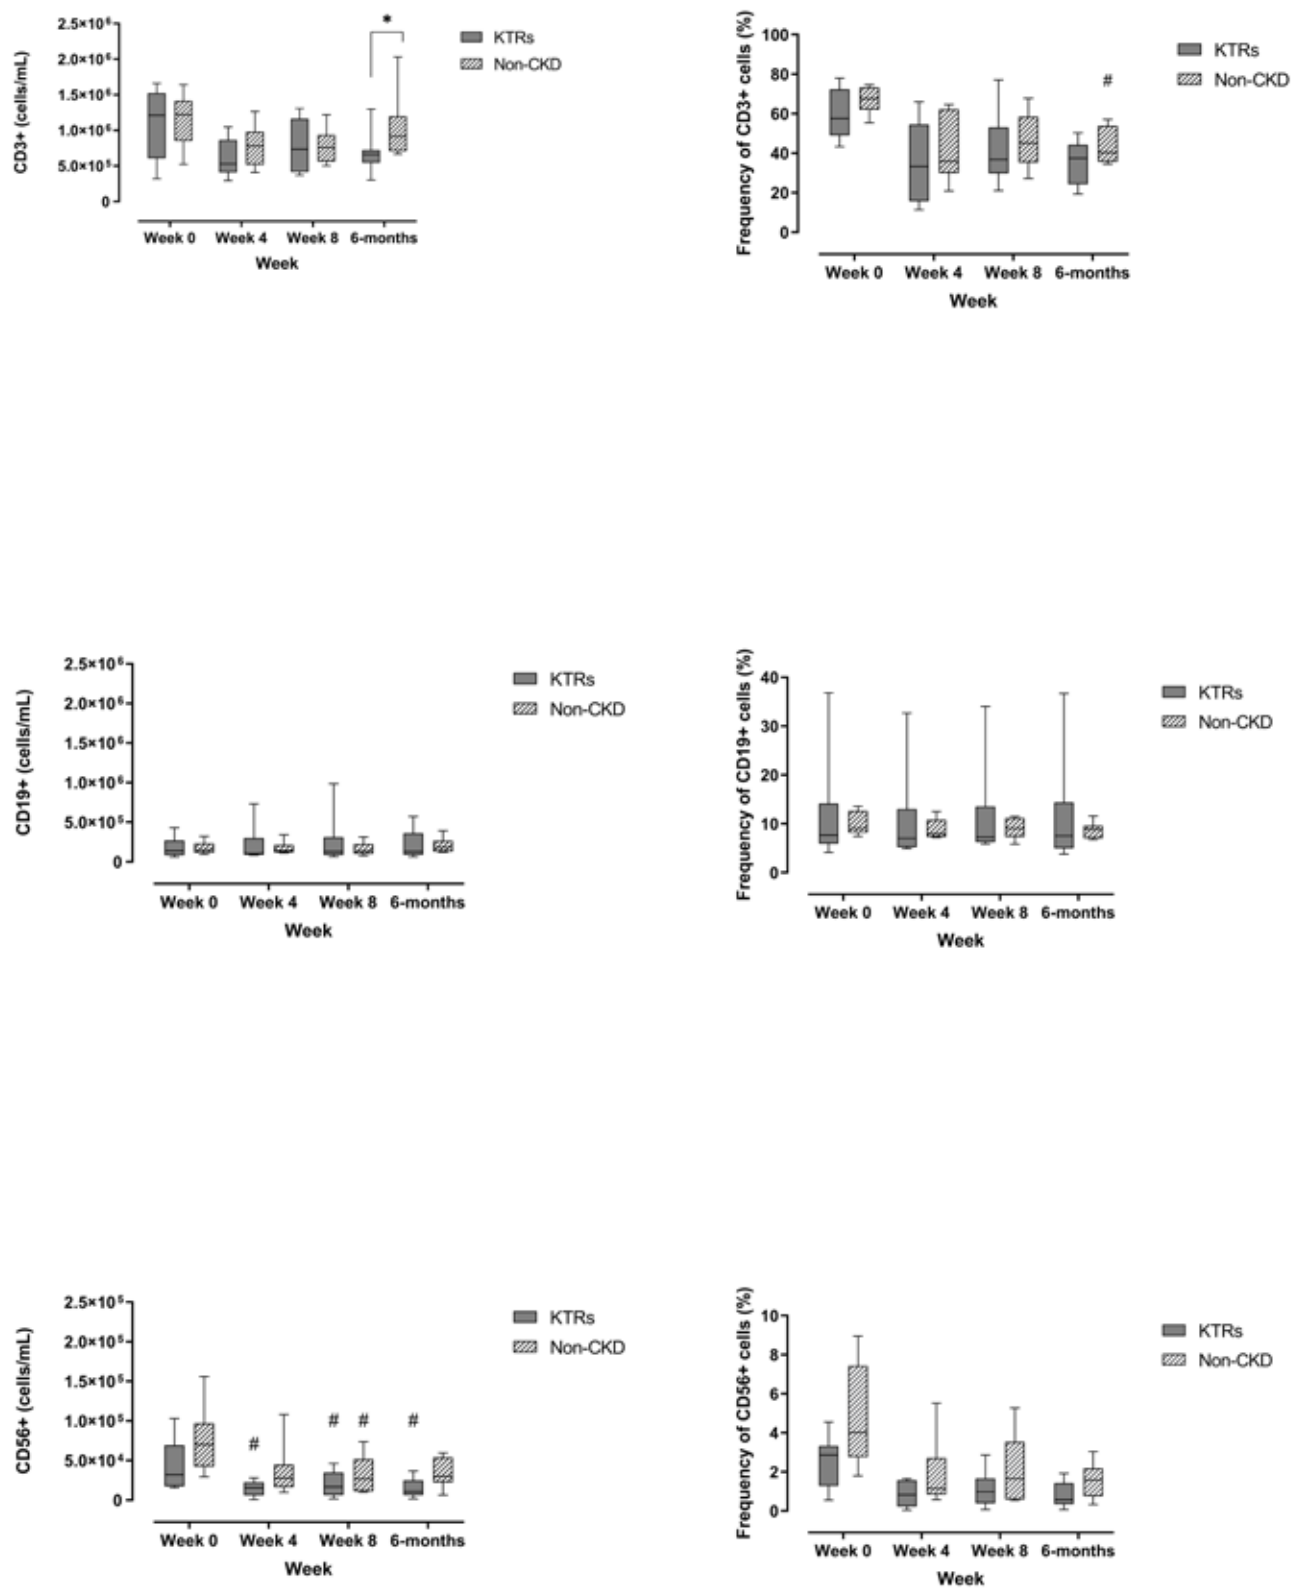 CD3+ (cells/mL)
2.5×10⁶
2.0×10⁶
1.5×10⁶
1.0×10⁶
5.0×10⁵
0
*
KTRs
Non-CKD
Week 0 Week 4 Week 8 6-months
Week
Frequency of CD3+ cells (%)
100
80
60
40
20
0
#
KTRs
Non-CKD
Week 0 Week 4 Week 8 6-months
Week
CD19+ (cells/mL)
2.5×10⁶
2.0×10⁶
1.5×10⁶
1.0×10⁶
5.0×10⁵
0
KTRs
Non-CKD
Week 0 Week 4 Week 8 6-months
Week
Frequency of CD19+ cells (%)
40
30
20
10
0
KTRs
Non-CKD
Week 0 Week 4 Week 8 6-months
Week
CD56+ (cells/mL)
2.5×10⁵
2.0×10⁵
1.5×10⁵
1.0×10⁵
5.0×10⁴
0
# # # #
KTRs
Non-CKD
Week 0 Week 4 Week 8 6-months
Week
Frequency of CD56+ cells (%)
10
8
6
4
2
0
KTRs
Non-CKD
Week 0 Week 4 Week 8 6-months
Week